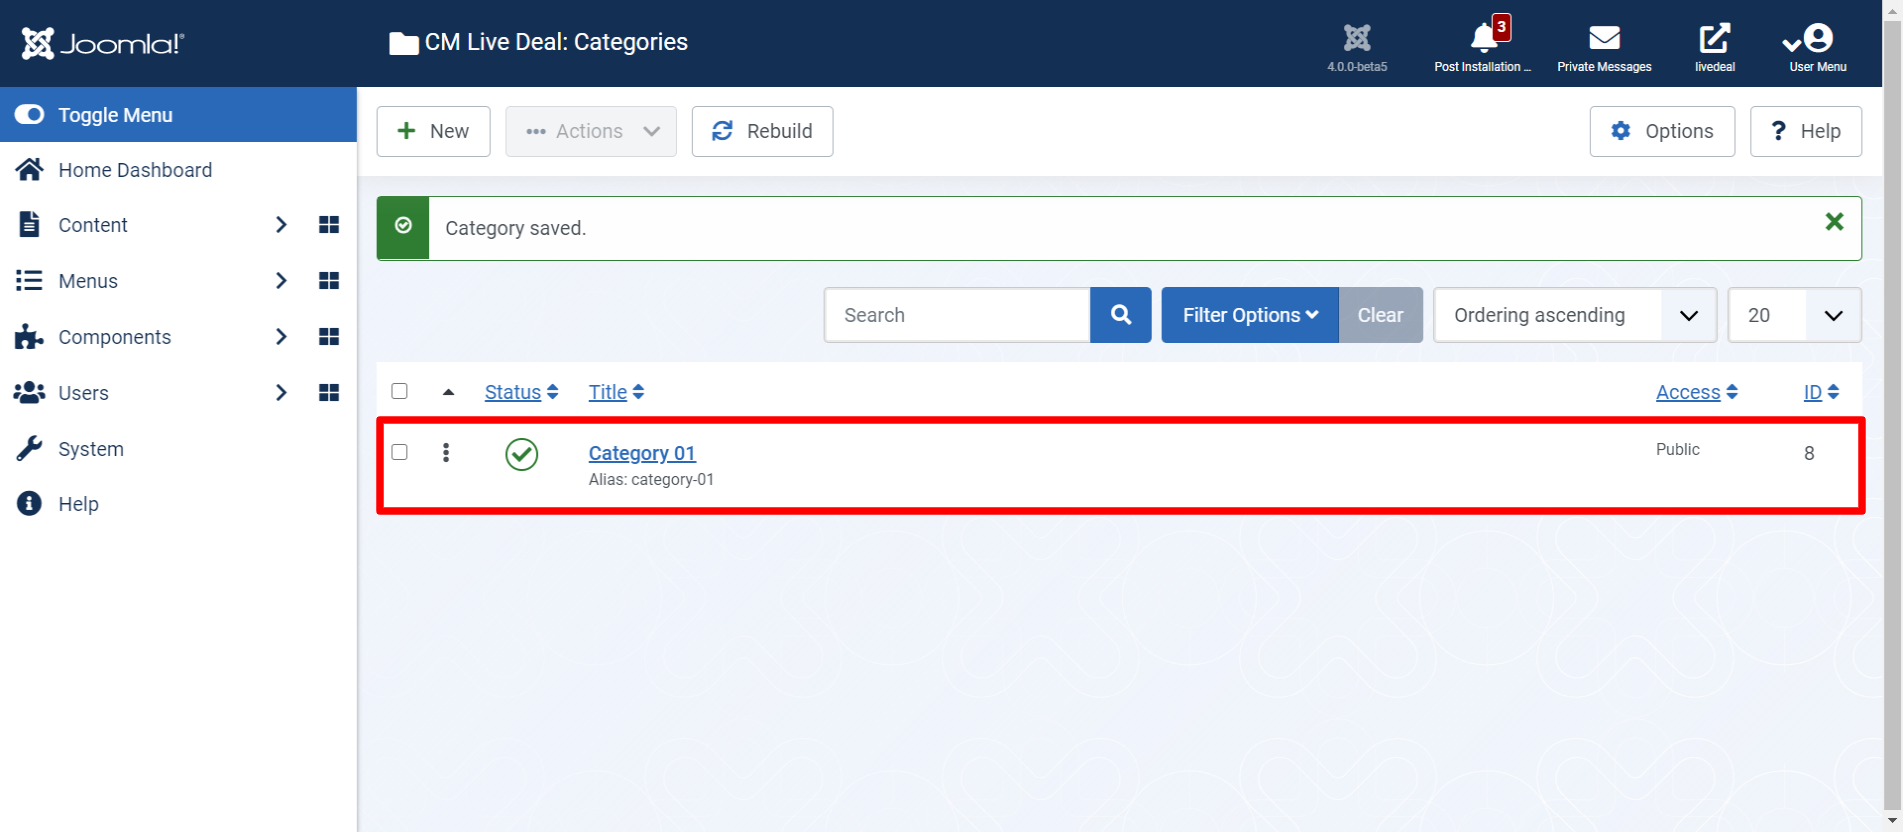 Joomla!®
CM Live Deal: Categories
4.0.0-beta5
3
Post Installation ...
Private Messages
livedeal
User Menu
Toggle Menu
Home Dashboard
Content
Menus
Components
Users
System
Help
New
Actions
Rebuild
Options
Help
Category saved.
Search
Filter Options
Clear
Ordering ascending
20
Status
Title
Access
ID
Category 01
Public
8
Alias: category-01